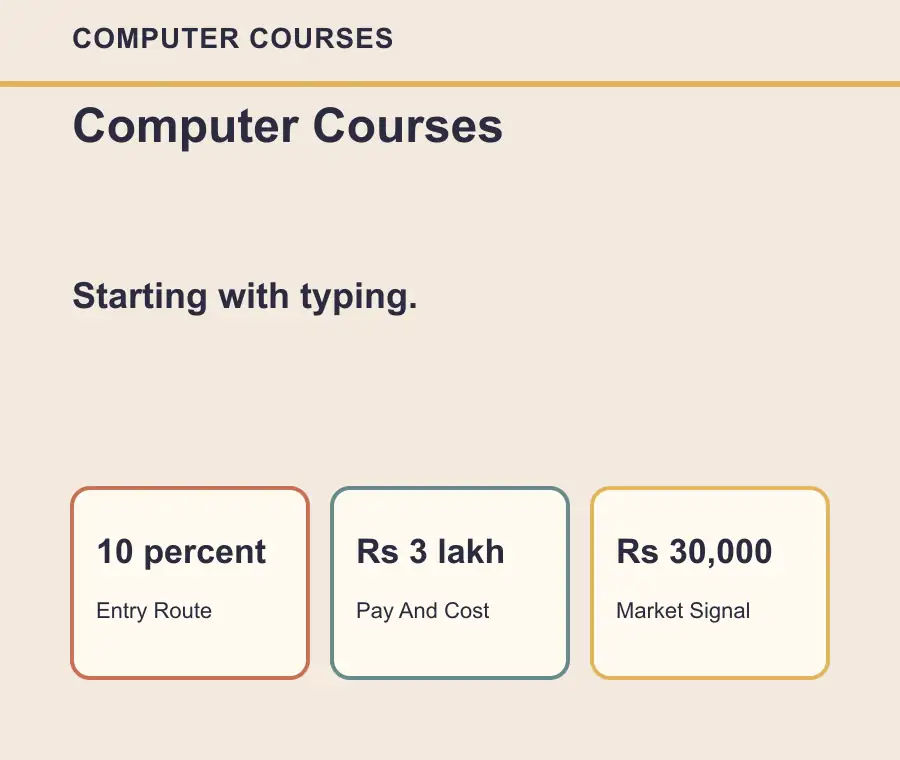 COMPUTER COURSES
Computer Courses
Starting with typing.
10 percent
Entry Route
Rs 3 lakh
Pay And Cost
Rs 30,000
Market Signal